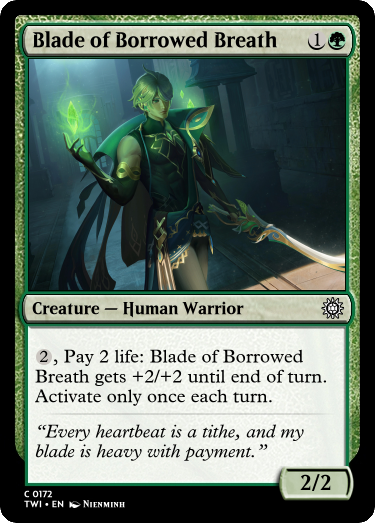 Blade of Borrowed Breath 1
Creature — Human Warrior
2, Pay 2 life: Blade of Borrowed
Breath gets +2/+2 until end of turn.
Activate only once each turn.
“Every heartbeat is a tithe, and my
blade is heavy with payment.”
2/2
C 0172
TWI • EN Nienminh